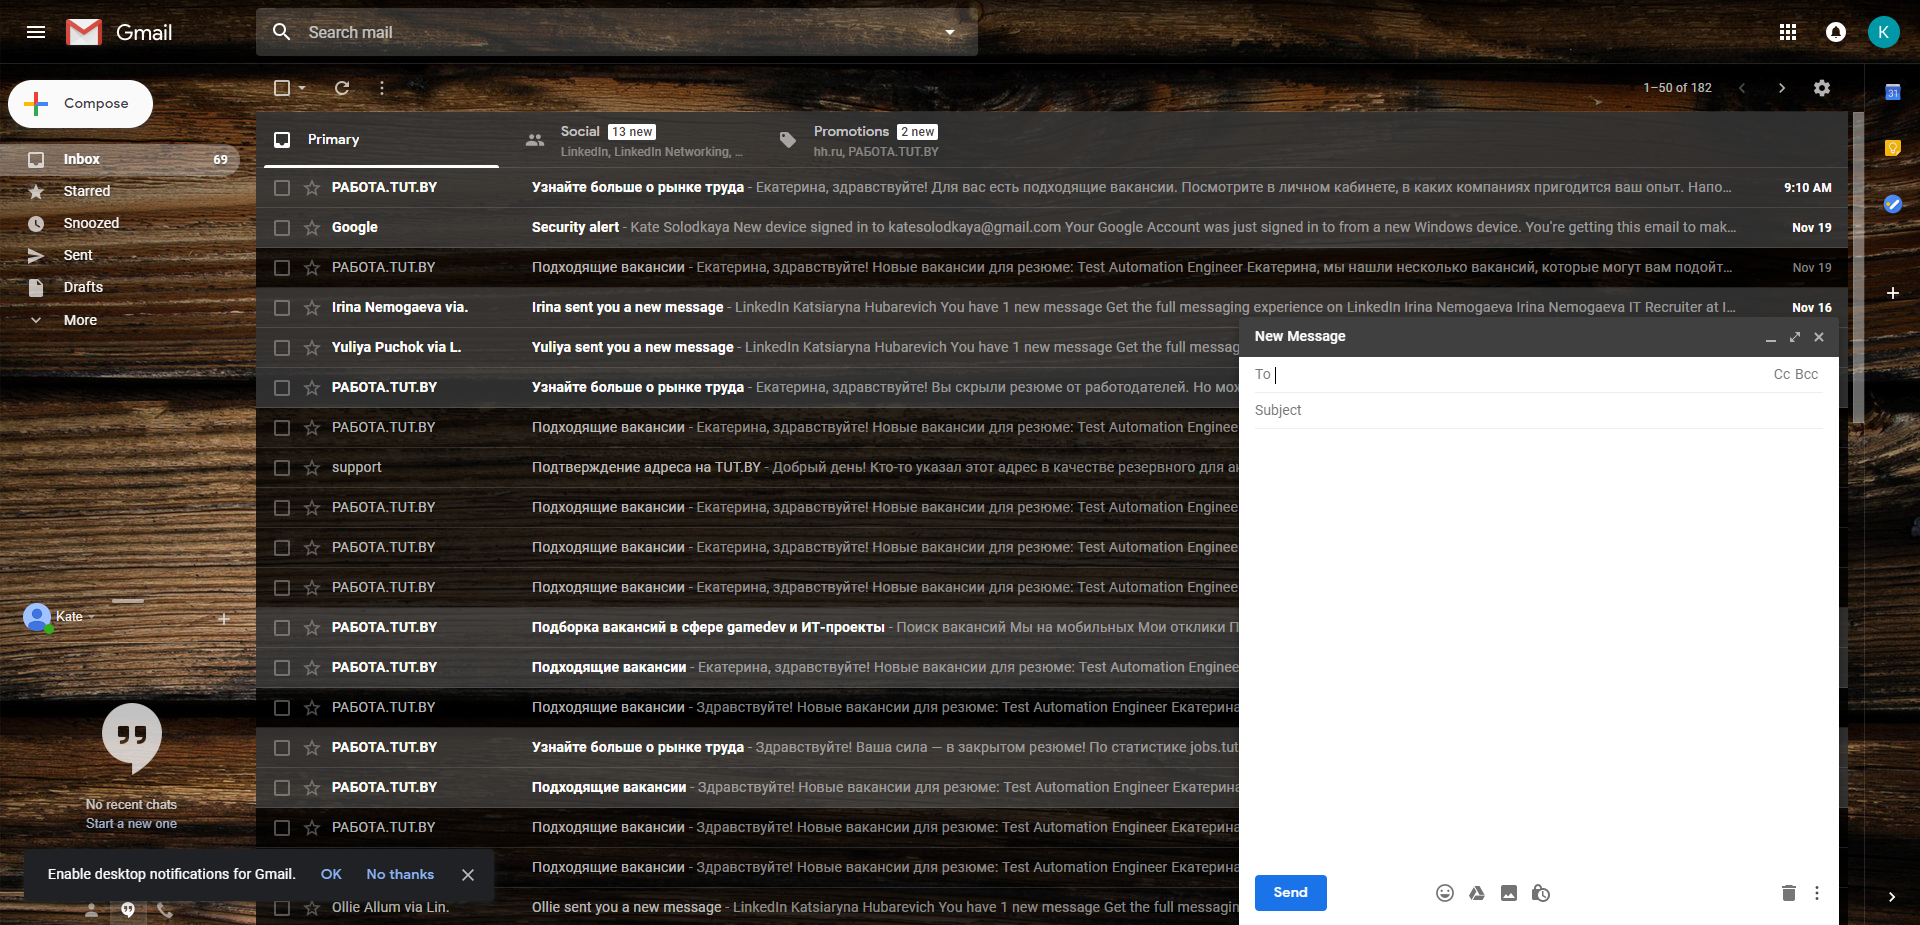 Gmail
Search mail
K
Compose
1–50 of 182
31
Primary
Social 13 new
LinkedIn, LinkedIn Networking, ...
Promotions 2 new
hh.ru, РАБОТА.TUT.BY
Inbox 69
Starred
Snoozed
Sent
Drafts
More
РАБОТА.TUT.BY Узнайте больше о рынке труда - Екатерина, здравствуйте! Для вас есть подходящие вакансии. Посмотрите в личном кабинете, в каких компаниях пригодится ваш опыт. Напо... 9:10 AM
Google Security alert - Kate Solodkaya New device signed in to katesolodkaya@gmail.com Your Google Account was just signed in to from a new Windows device. You're getting this email to mak... Nov 19
РАБОТА.TUT.BY Подходящие вакансии - Екатерина, здравствуйте! Новые вакансии для резюме: Test Automation Engineer Екатерина, мы нашли несколько вакансий, которые могут вам подойт... Nov 19
Irina Nemogaeva via. Irina sent you a new message - LinkedIn Katsiaryna Hubarevich You have 1 new message Get the full messaging experience on LinkedIn Irina Nemogaeva Irina Nemogaeva IT Recruiter at I... Nov 16
Yuliya Puchok via L. Yuliya sent you a new message - LinkedIn Katsiaryna Hubarevich You have 1 new message Get the full messag
РАБОТА.TUT.BY Узнайте больше о рынке труда - Екатерина, здравствуйте! Вы скрыли резюме от работодателей. Но мож
РАБОТА.TUT.BY Подходящие вакансии - Екатерина, здравствуйте! Новые вакансии для резюме: Test Automation Enginee
support Подтверждение адреса на TUT.BY - Добрый день! Кто-то указал этот адрес в качестве резервного для ак
РАБОТА.TUT.BY Подходящие вакансии - Екатерина, здравствуйте! Новые вакансии для резюме: Test Automation Enginee
РАБОТА.TUT.BY Подходящие вакансии - Екатерина, здравствуйте! Новые вакансии для резюме: Test Automation Enginee
РАБОТА.TUT.BY Подходящие вакансии - Екатерина, здравствуйте! Новые вакансии для резюме: Test Automation Enginee
РАБОТА.TUT.BY Подборка вакансий в сфере gamedev и ИТ-проекты - Поиск вакансий Мы на мобильных Мои отклики П
РАБОТА.TUT.BY Подходящие вакансии - Екатерина, здравствуйте! Новые вакансии для резюме: Test Automation Enginee
РАБОТА.TUT.BY Подходящие вакансии - Здравствуйте! Новые вакансии для резюме: Test Automation Engineer Екатерина
РАБОТА.TUT.BY Узнайте больше о рынке труда - Здравствуйте! Ваша сила — в закрытом резюме! По статистике jobs.tut
РАБОТА.TUT.BY Подходящие вакансии - Здравствуйте! Новые вакансии для резюме: Test Automation Engineer Екатерина
РАБОТА.TUT.BY Подходящие вакансии - Здравствуйте! Новые вакансии для резюме: Test Automation Engineer Екатерина
Подходящие вакансии - Здравствуйте! Новые вакансии для резюме: Test Automation Engineer Екатерина
Ollie Allum via Lin. Ollie sent you a new message - LinkedIn Katsiaryna Hubarevich You have 1 new message Get the full messagin
Kate
No recent chats
Start a new one
Enable desktop notifications for Gmail. OK No thanks
New Message
To Cc Bcc
Subject
Send